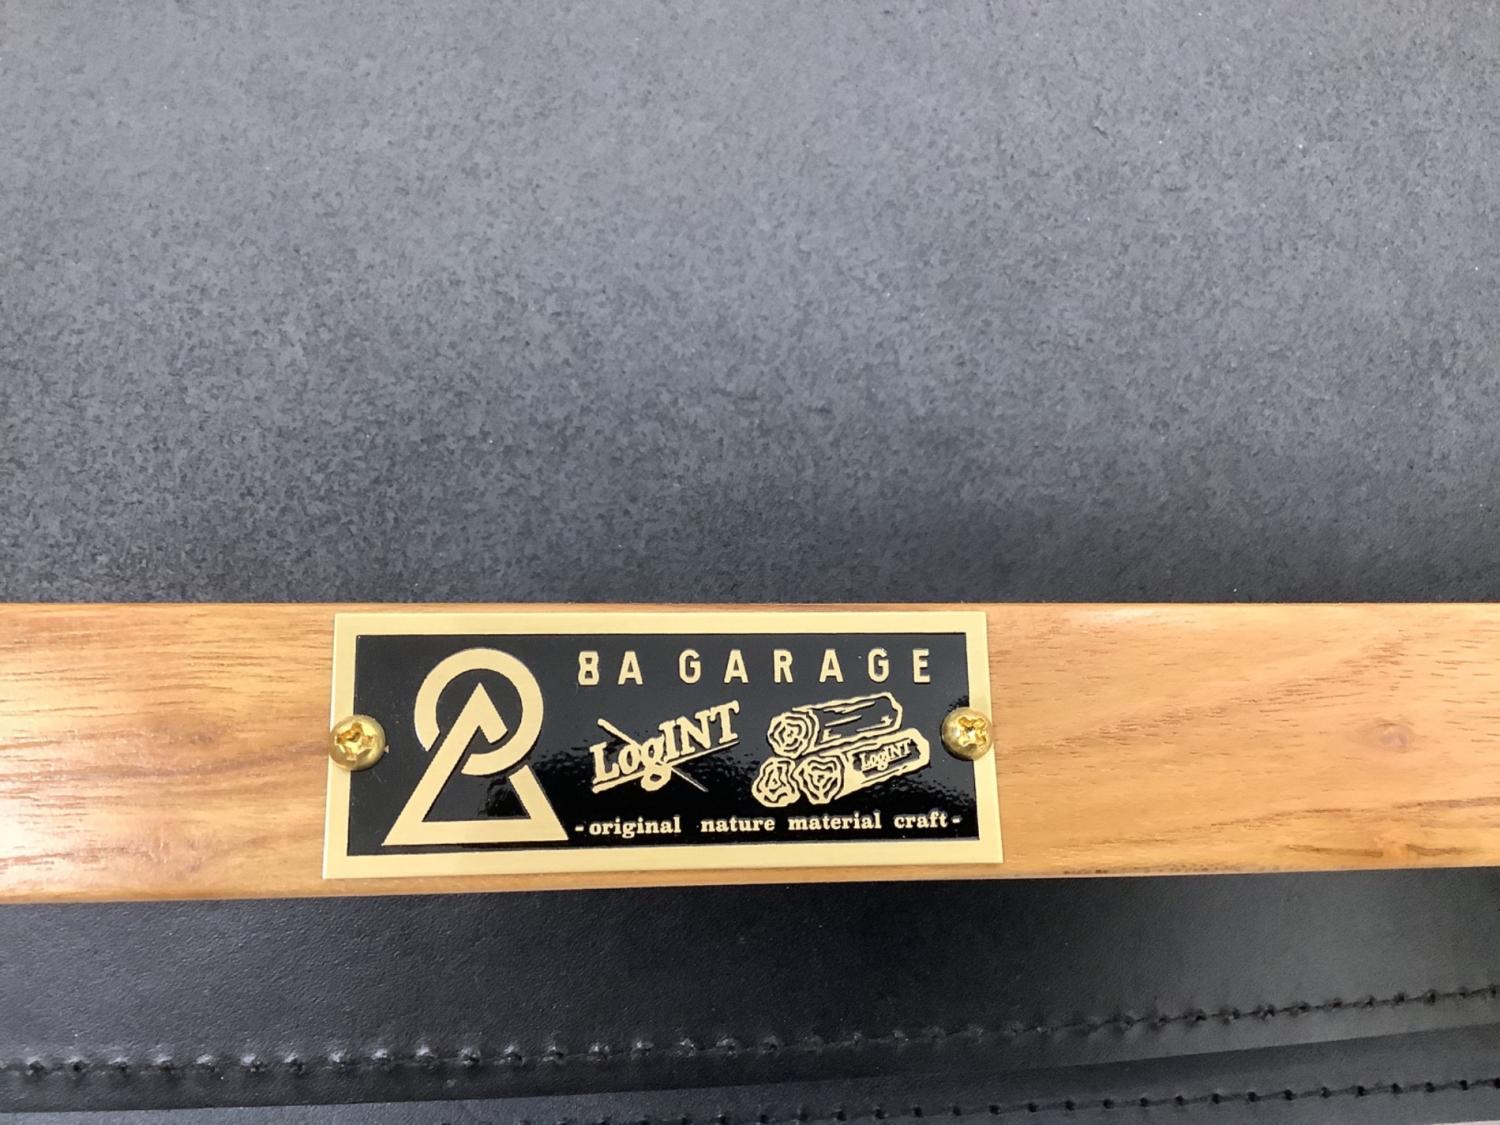 8A GARAGE
LogINT
LogINT
-original nature material craft-